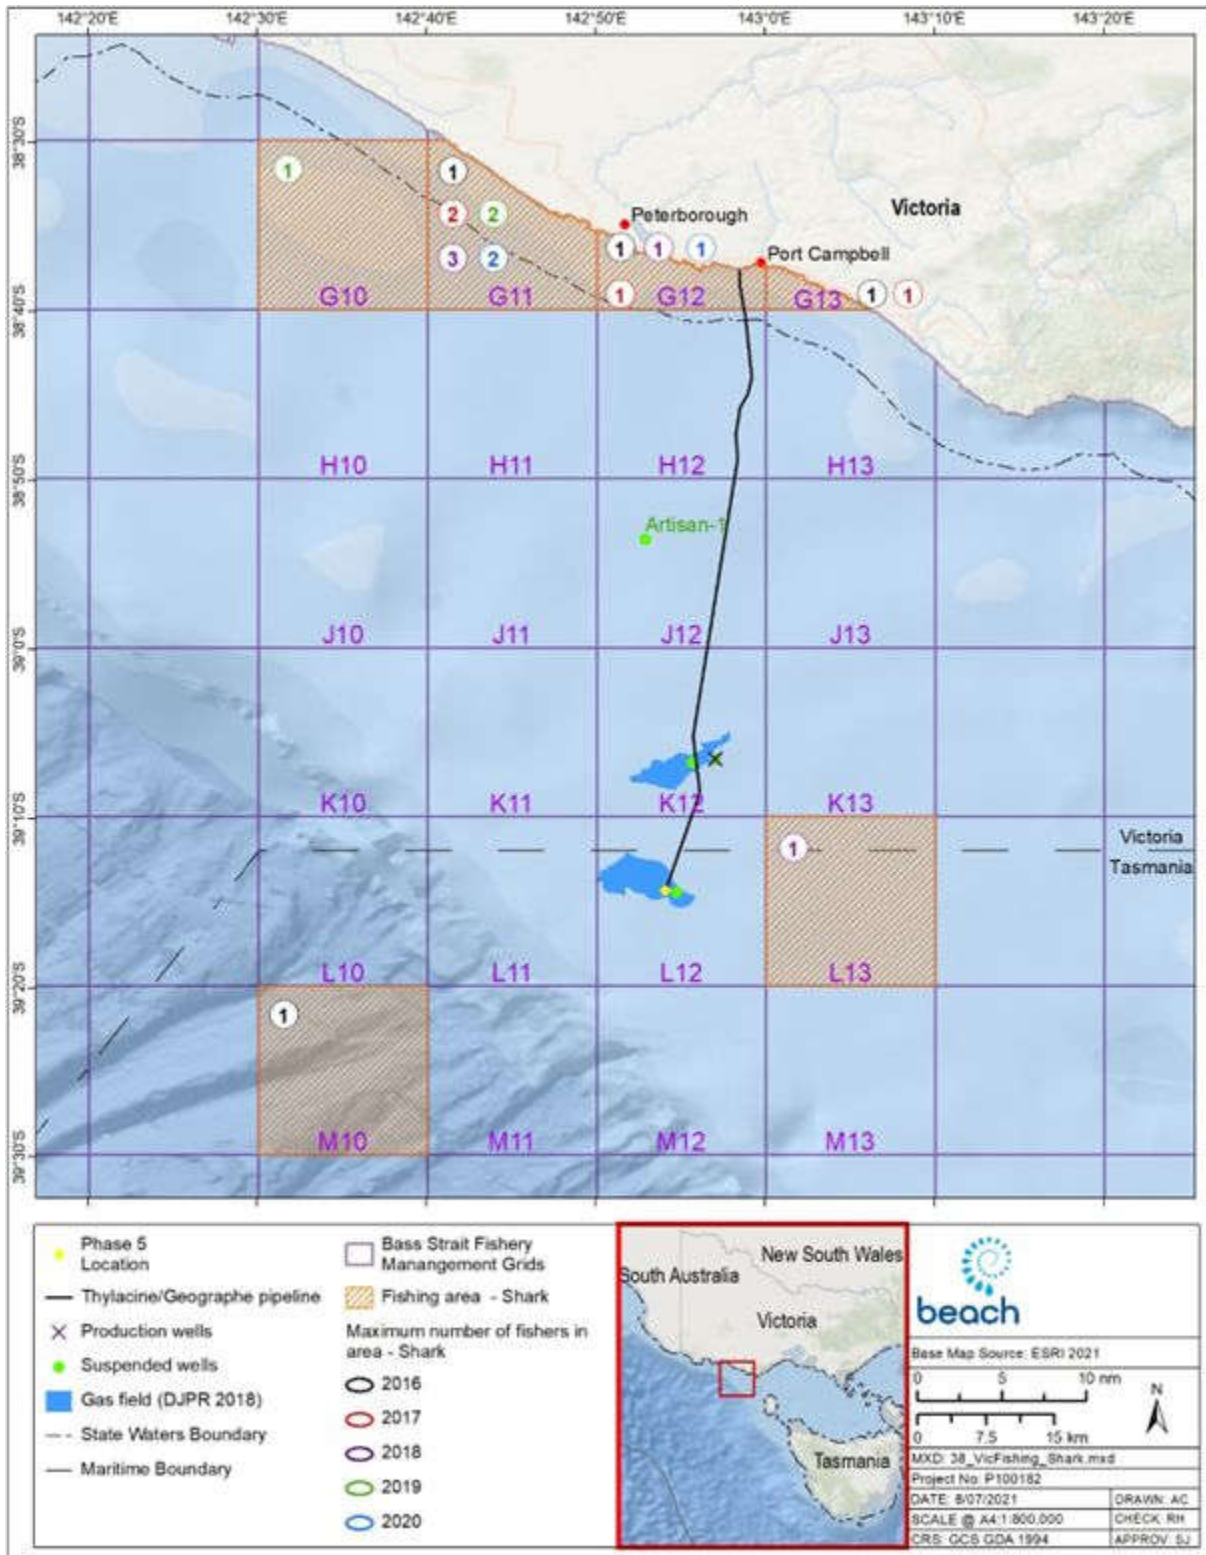 142°20'E 142°30'E 142°40'E 142°50'E 143°0'E 143°10'E 143°20'E
38°30'S
1
1
2 2
Peterborough
Victoria
3 2
1 1 1
Port Campbell
38°40'S
G10 G11 1 G12 G13 1 1
38°50'S
H10 H11 H12 H13
Artisan-1
39°0'S
J10 J11 J12 J13
39°10'S
K10 K11 K12 K13
1
Victoria
Tasmania
39°20'S
L10 L11 L12 L13
1
39°30'S
M10 M11 M12 M13
Phase 5
Location
Thylacine/Geographe pipeline
Production wells
Suspended wells
Gas field (DJPR 2018)
State Waters Boundary
Maritime Boundary
Bass Strait Fishery
Manangement Grids
Fishing area - Shark
Maximum number of fishers in
area - Shark
2016
2017
2018
2019
2020
New South Wales
South Australia
Victoria
Tasmania
beach
Base Map Source: ESRI 2021
0 5 10 nm
N
0 7.5 15 km
MXD: 38_VicFishing_Shark.mxd
Project No: P100182
DATE: 8/07/2021 DRAWN: AC
SCALE @ A4:1:800,000 CHECK: RH
CRS: GCS GDA 1994 APPROV: SJ